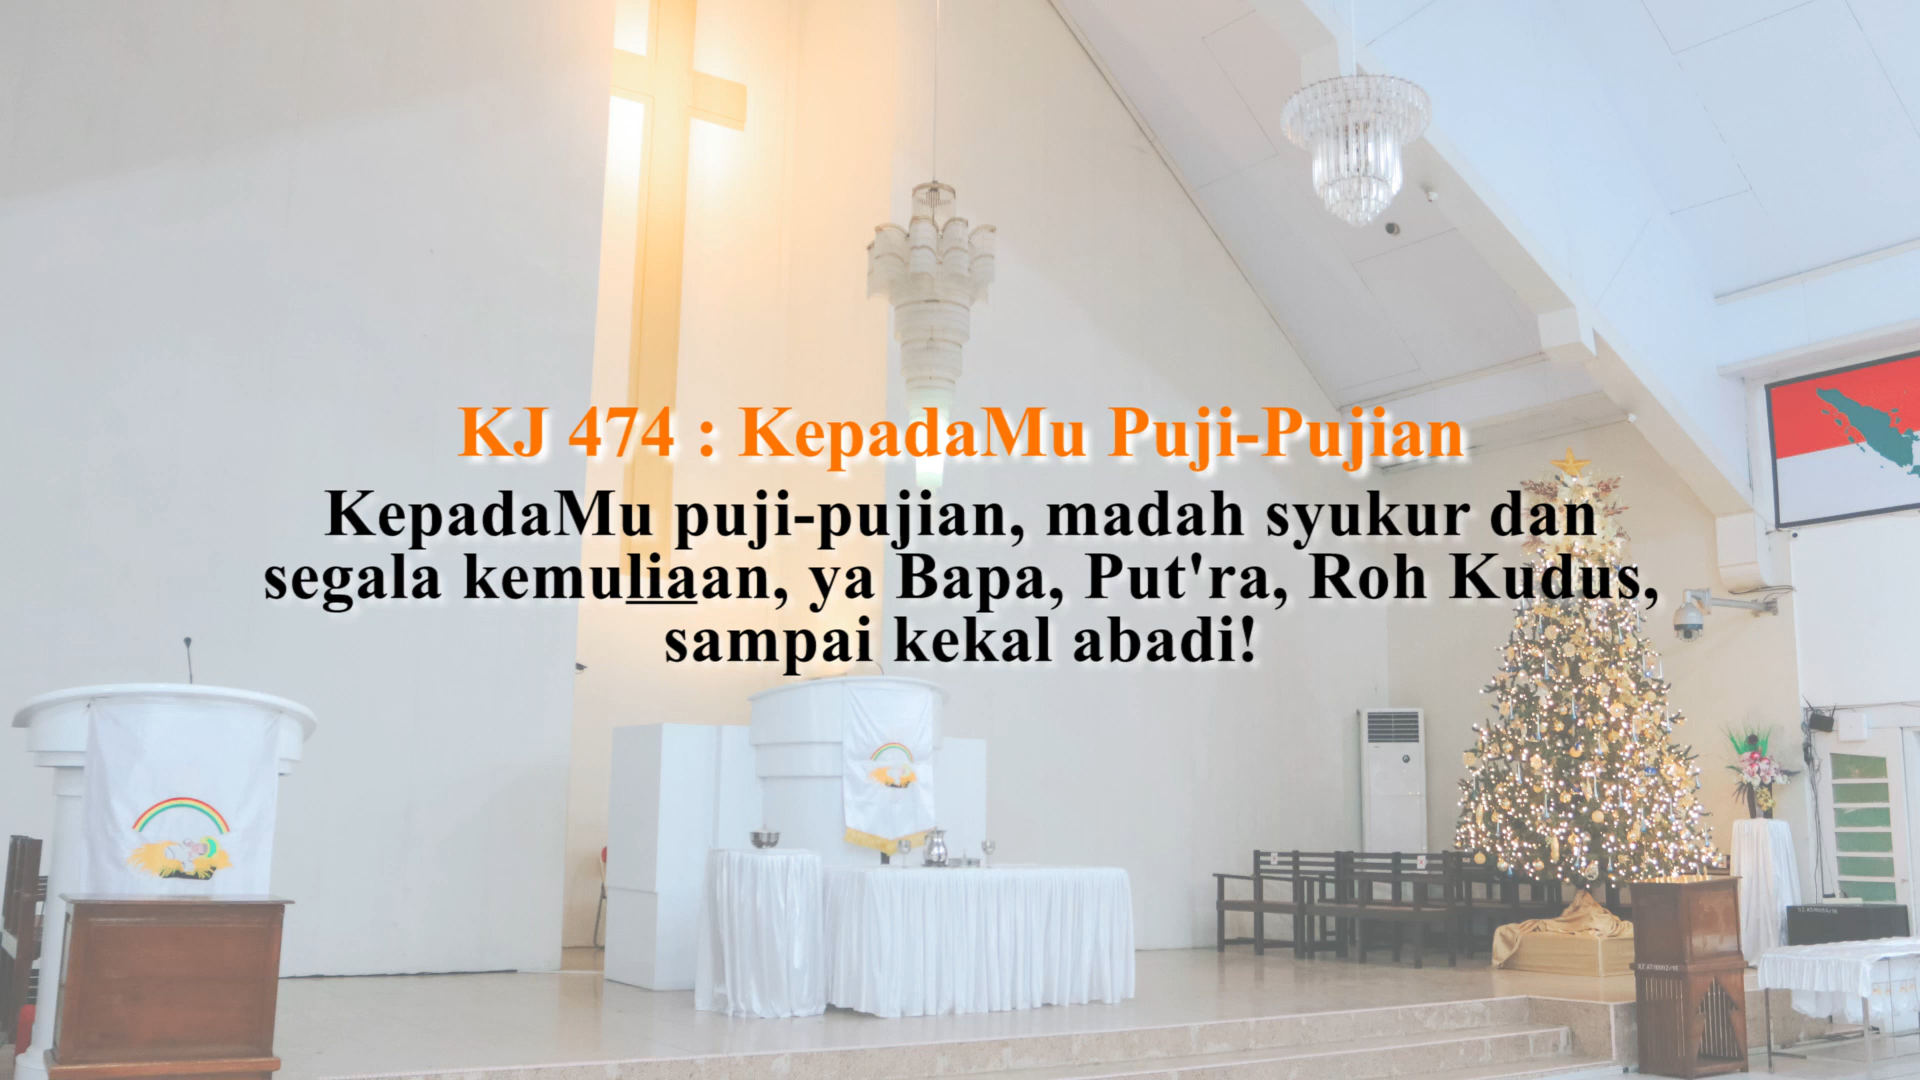 KJ 474 : KepadaMu Puji-Pujian
KepadaMu puji-pujian, madah syukur dan
segala kemuliaan, ya Bapa, Put'ra, Roh Kudus,
sampai kekal abadi!